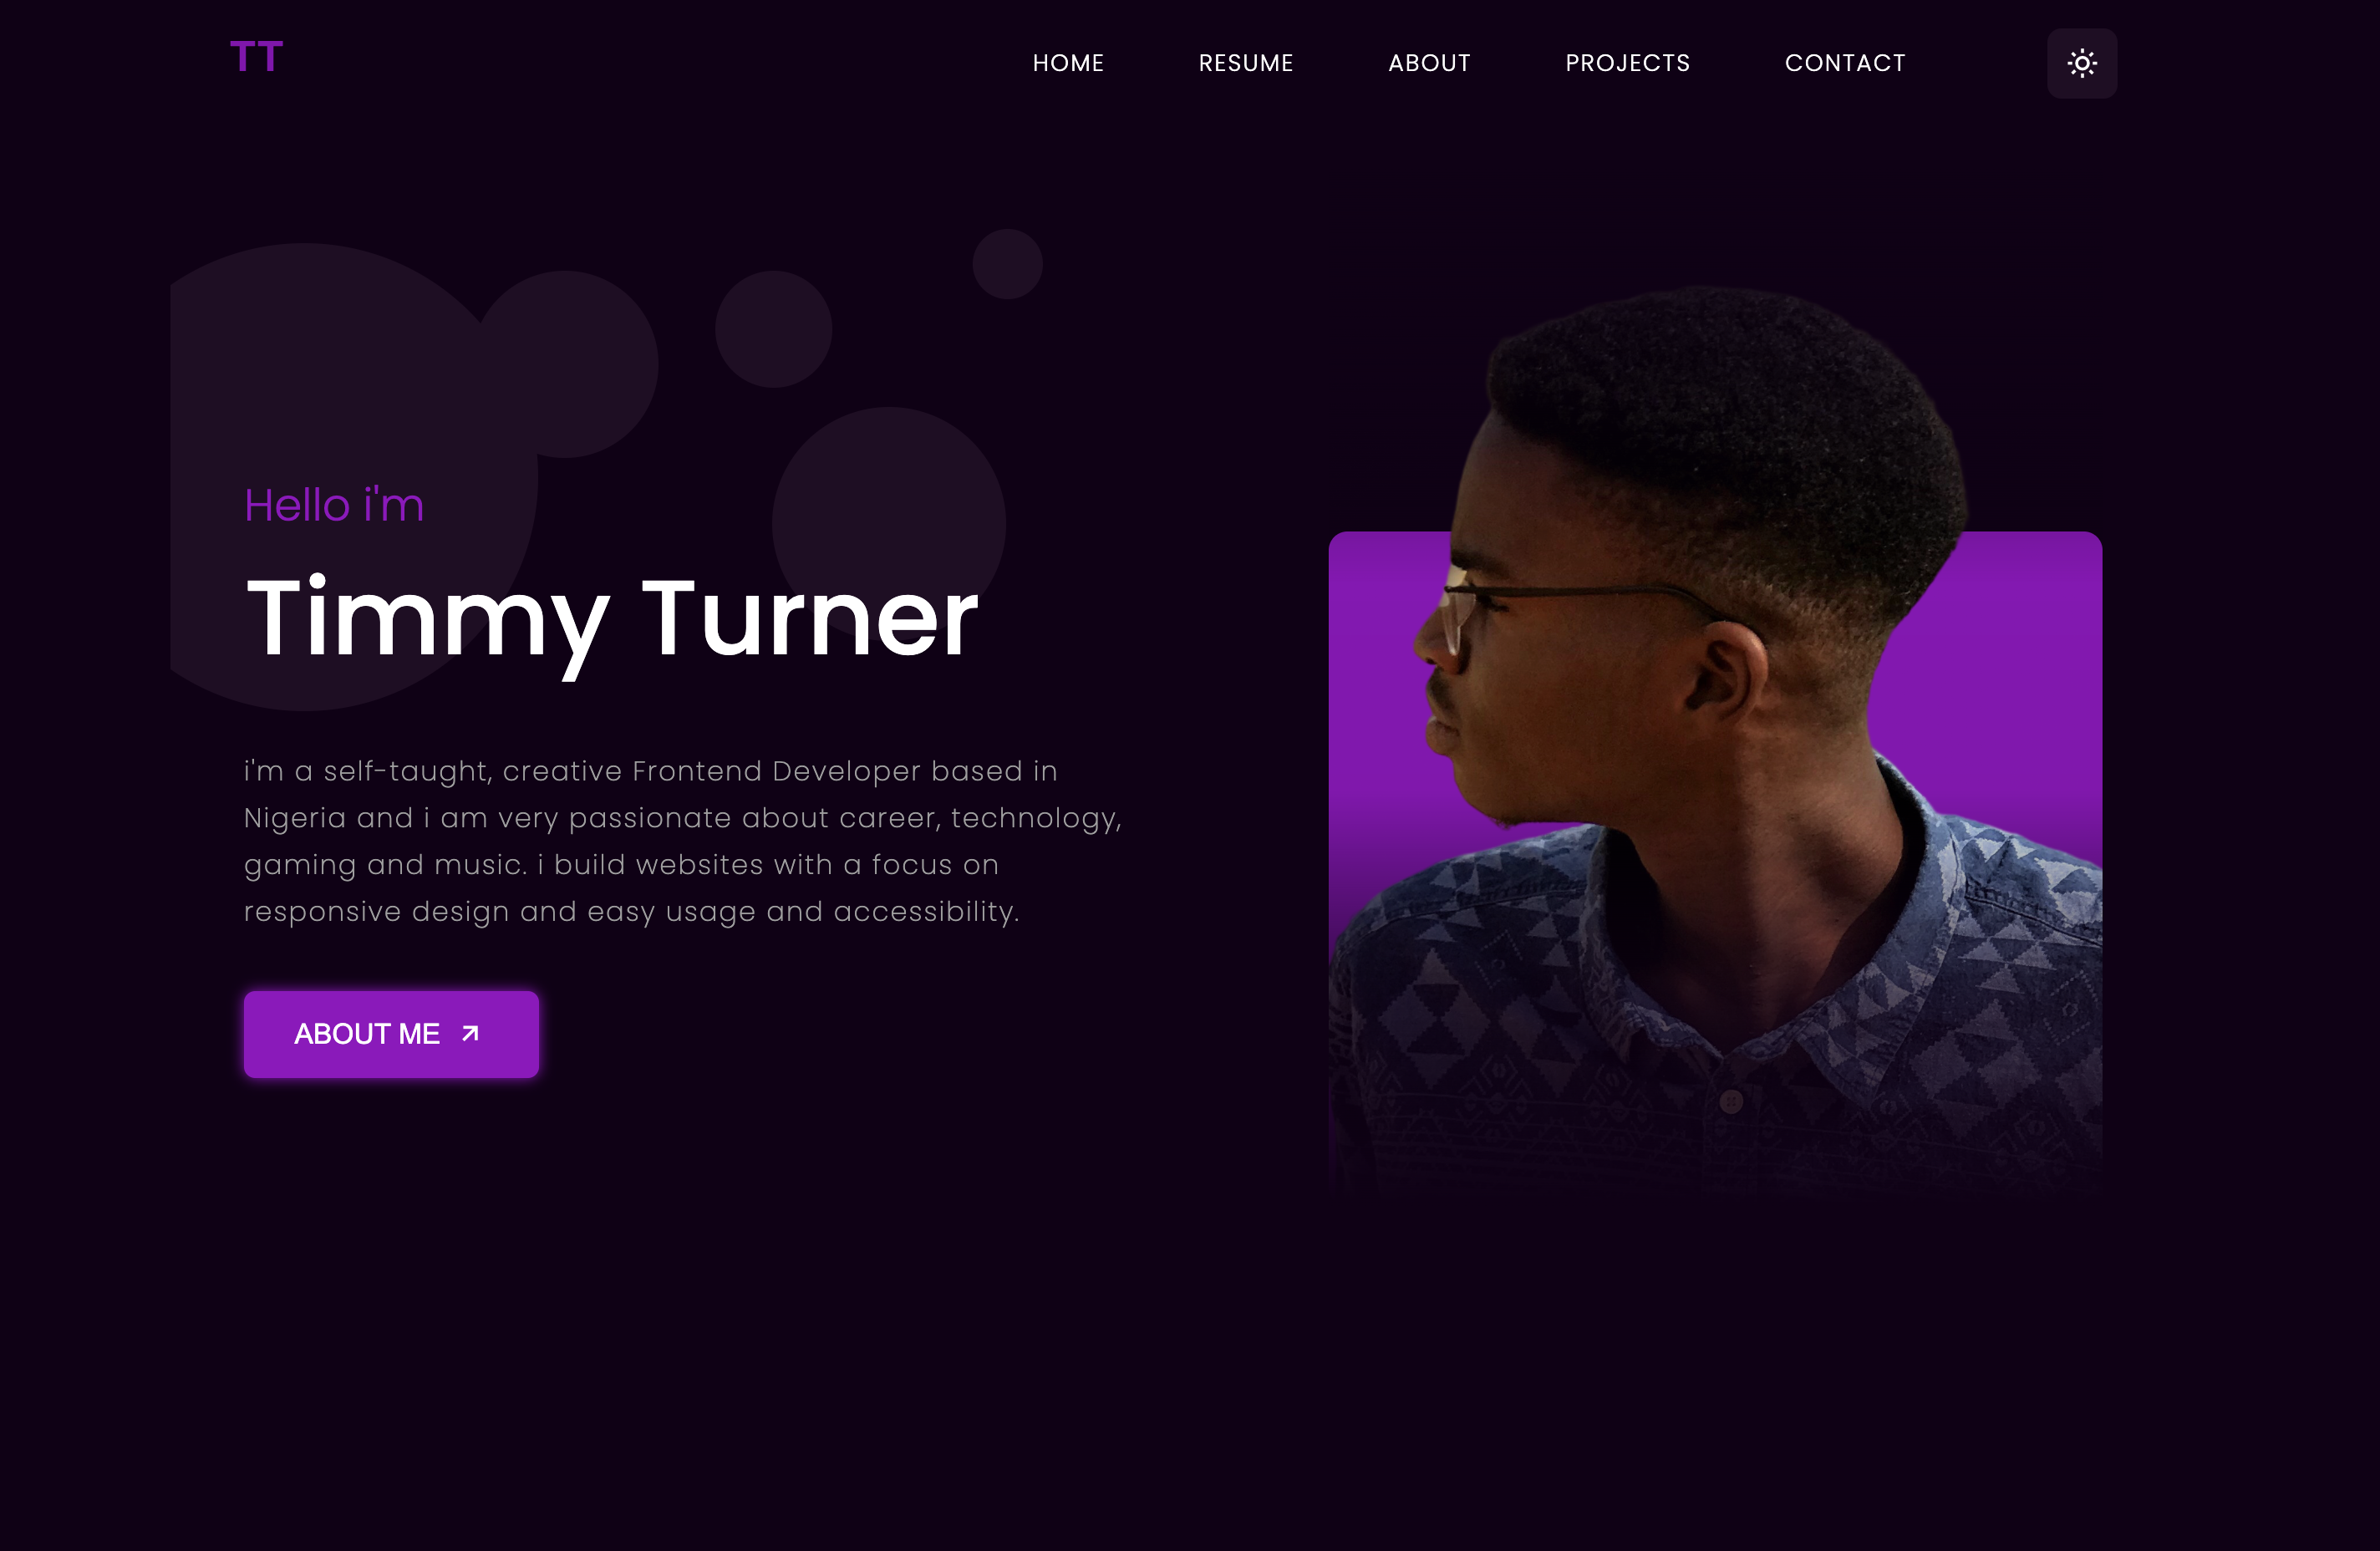 TT
HOME RESUME ABOUT PROJECTS CONTACT
Hello i'm
Timmy Turner
i'm a self-taught, creative Frontend Developer based in
Nigeria and i am very passionate about career, technology,
gaming and music. i build websites with a focus on
responsive design and easy usage and accessibility.
ABOUT ME